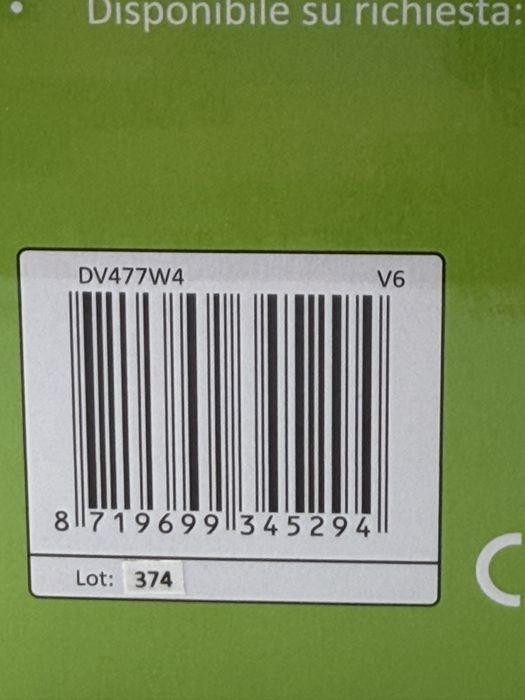 • Disponibile su richiesta:
DV477W4 V6
8 719699 345294
Lot: 374